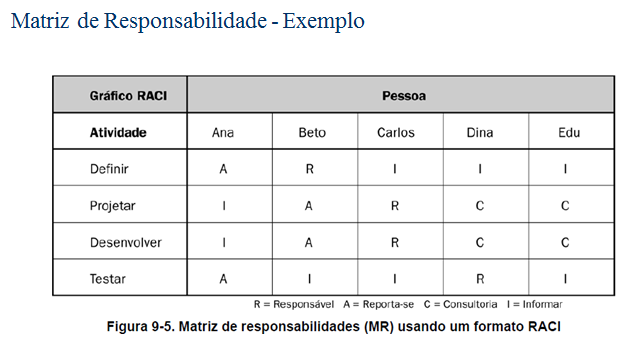 Matriz de Responsabilidade - Exemplo
Gráfico RACI Pessoa
Atividade Ana Beto Carlos Dina Edu
Definir A R I I I
Projetar I A R C C
Desenvolver I A R C C
Testar A I I R I
R = Responsável A = Reporta-se C = Consultoria I = Informar
Figura 9-5. Matriz de responsabilidades (MR) usando um formato RACI